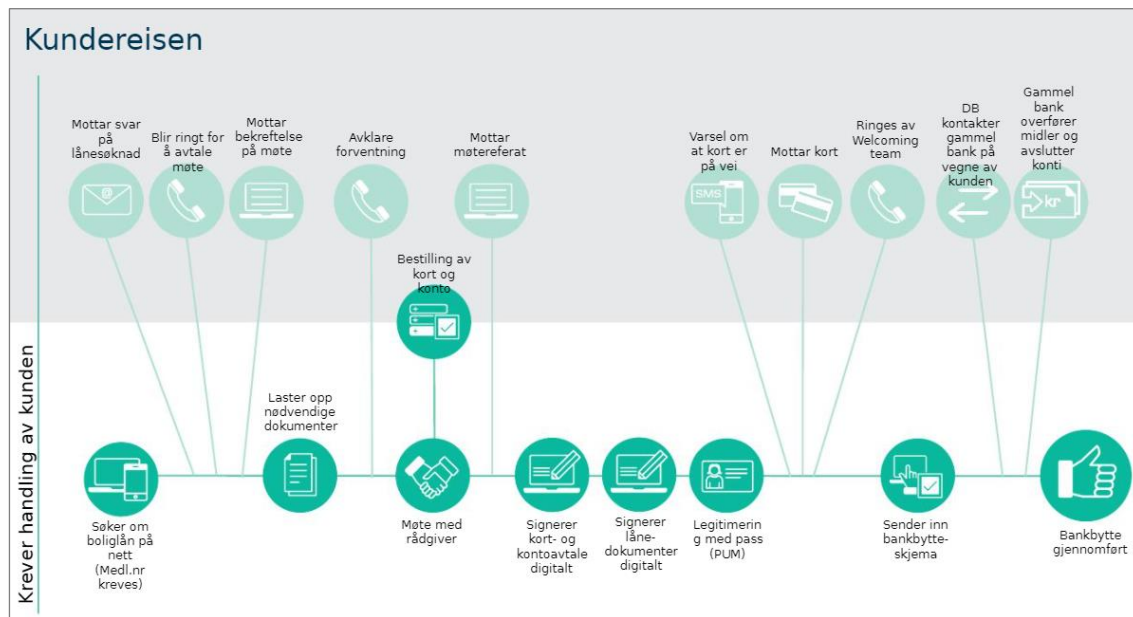 Kundereisen
Mottar svar
på
lånesøknad
Blir ringt for
å avtale
møte
Mottar
bekreftelse
på møte
Avklare
forventning
Mottar
møtereferat
Varsel om
at kort er
på vei
Mottar kort
Ringes av
Welcoming
team
DB
kontakter
gammel
bank på
vegne av
kunden
Gammel
bank
overfører
midler og
avslutter
konti
@
SMS
kr
Bestilling av
kort og
konto
Krever handling av kunden
Laster opp
nødvendige
dokumenter
Søker om
boliglån på
nett
(Medl.nr
kreves)
Møte med
rådgiver
Signerer
kort- og
kontoavtale
digitalt
Signerer
låne-
dokumenter
digitalt
Legitimerin
g med pass
(PUM)
Sender inn
bankbytte-
skjema
Bankbytte
gjennomført